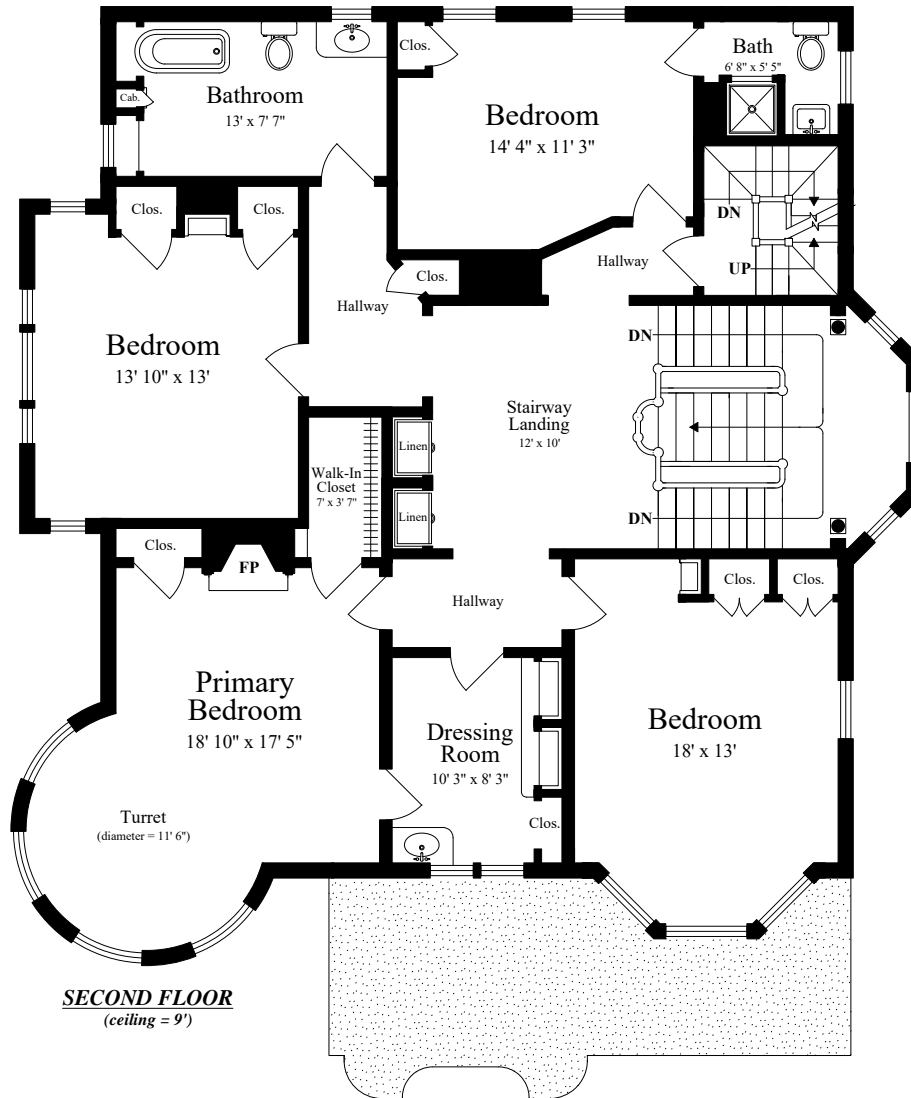 Bathroom
13' x 7' 7"
Cab.
Clos.
Bedroom
14' 4" x 11' 3"
Bath
6' 8" x 5' 5"
DN
UP
Hallway
Clos.
Clos.
Clos.
Hallway
Bedroom
13' 10" x 13'
DN
Stairway
Landing
12' x 10'
DN
Linen
Linen
Walk-In
Closet
7' x 3' 7"
Clos.
FP
Hallway
Clos.
Clos.
Primary
Bedroom
18' 10" x 17' 5"
Turret
(diameter = 11' 6")
Dressing
Room
10' 3" x 8' 3"
Clos.
Bedroom
18' x 13'
SECOND FLOOR
(ceiling = 9')